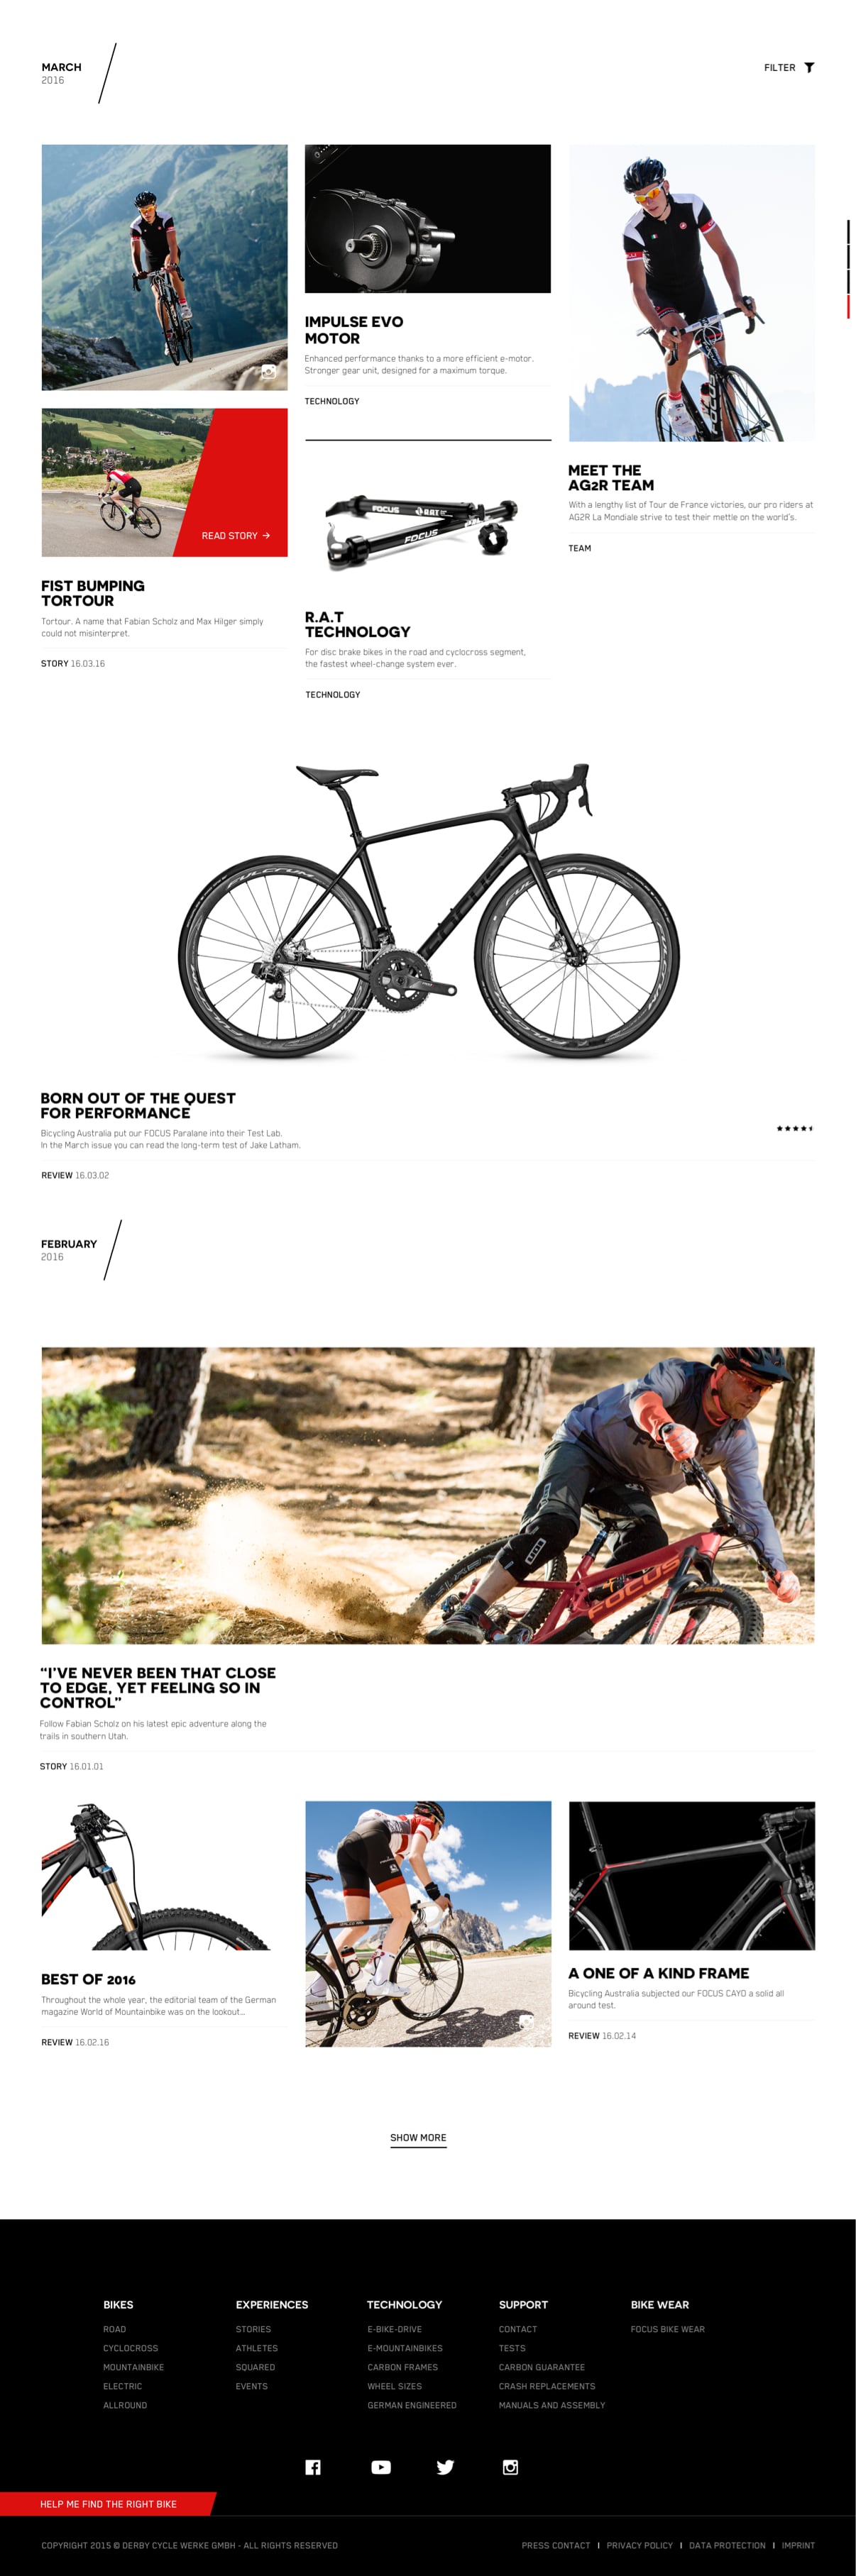 MARCH
2016
FILTER
IMPULSE EVO
MOTOR
Enhanced performance thanks to a more efficient e-motor.
Stronger gear unit, designed for a maximum torque.
TECHNOLOGY
READ STORY →
FIST BUMPING
TORTOUR
Tortour. A name that Fabian Scholz and Max Hilger simply
could not misinterpret.
STORY 16.03.16
FOCUS R.A.T
FOCUS
R.A.T
TECHNOLOGY
For disc brake bikes in the road and cyclocross segment,
the fastest wheel-change system ever.
TECHNOLOGY
MEET THE
AG2R TEAM
With a lengthy list of Tour de France victories, our pro riders at
AG2R La Mondiale strive to test their mettle on the world's.
TEAM
FULCRUM
FOCUS
FULCRUM
BORN OUT OF THE QUEST
FOR PERFORMANCE
Bicycling Australia put our FOCUS Paralane into their Test Lab.
In the March issue you can read the long-term test of Jake Latham.
REVIEW 16.03.02
FEBRUARY
2016
FOCUS
“I’VE NEVER BEEN THAT CLOSE
TO EDGE, YET FEELING SO IN
CONTROL”
Follow Fabian Scholz on his latest epic adventure along the
trails in southern Utah.
STORY 16.01.01
BEST OF 2016
Throughout the whole year, the editorial team of the German
magazine World of Mountainbike was on the lookout...
REVIEW 16.02.16
A ONE OF A KIND FRAME
Bicycling Australia subjected our FOCUS CAYO a solid all
around test.
REVIEW 16.02.14
SHOW MORE
BIKES
ROAD
CYCLOCROSS
MOUNTAINBIKE
ELECTRIC
ALLROUND
EXPERIENCES
STORIES
ATHLETES
SQUARED
EVENTS
TECHNOLOGY
E-BIKE-DRIVE
E-MOUNTAINBIKES
CARBON FRAMES
WHEEL SIZES
GERMAN ENGINEERED
SUPPORT
CONTACT
TESTS
CARBON GUARANTEE
CRASH REPLACEMENTS
MANUALS AND ASSEMBLY
BIKE WEAR
FOCUS BIKE WEAR
HELP ME FIND THE RIGHT BIKE
COPYRIGHT 2015 © DERBY CYCLE WERKE GMBH - ALL RIGHTS RESERVED
PRESS CONTACT | PRIVACY POLICY | DATA PROTECTION | IMPRINT